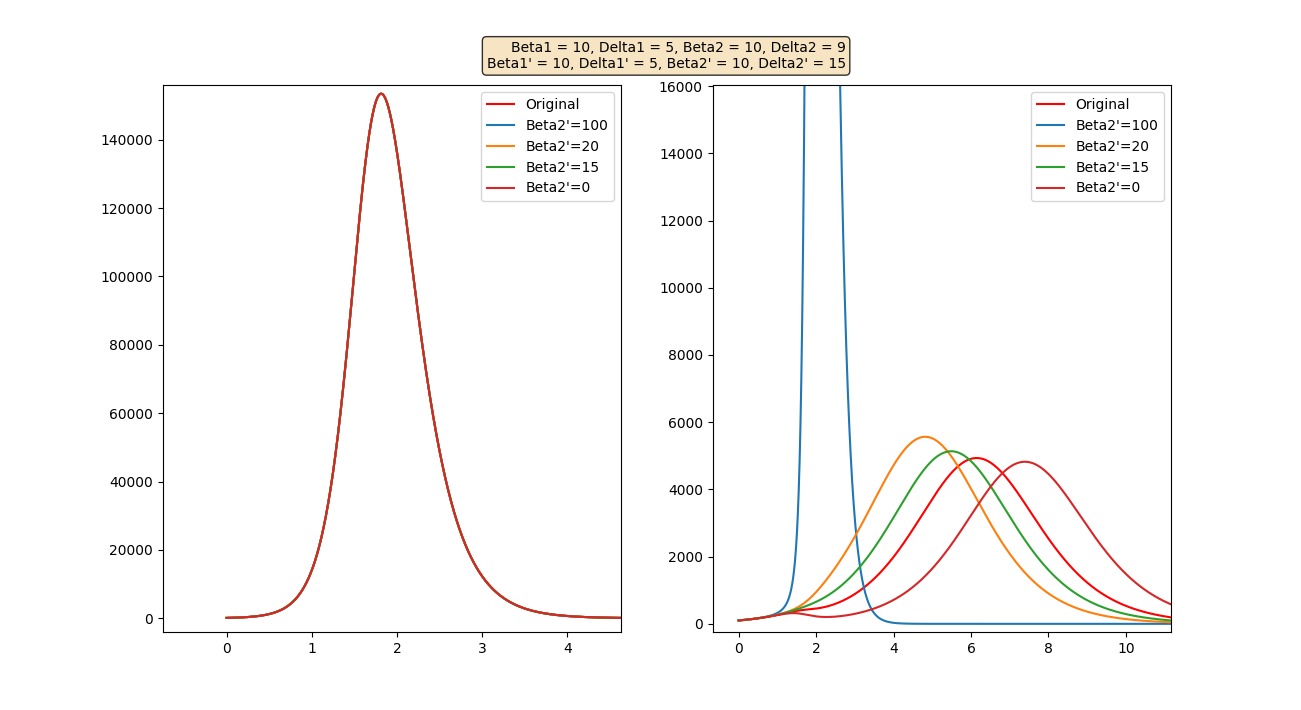 Beta1 = 10, Delta1 = 5, Beta2 = 10, Delta2 = 9
Beta1' = 10, Delta1' = 5, Beta2' = 10, Delta2' = 15
Original
Beta2'=100
Beta2'=20
Beta2'=15
Beta2'=0
140000
120000
100000
80000
60000
40000
20000
0
0 1 2 3 4
Original
Beta2'=100
Beta2'=20
Beta2'=15
Beta2'=0
16000
14000
12000
10000
8000
6000
4000
2000
0
0 2 4 6 8 10